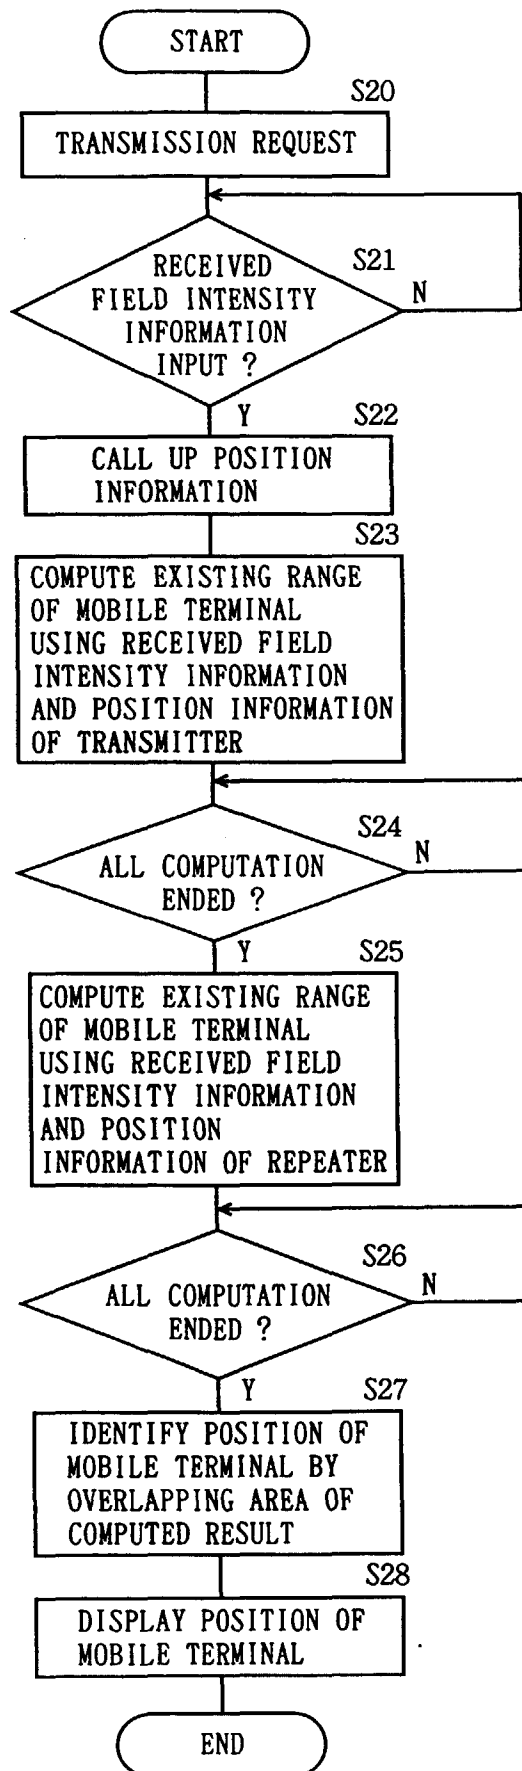 START
S20
TRANSMISSION REQUEST
S21
RECEIVED
FIELD INTENSITY
INFORMATION
INPUT ?
N
Y
S22
CALL UP POSITION
INFORMATION
S23
COMPUTE EXISTING RANGE
OF MOBILE TERMINAL
USING RECEIVED FIELD
INTENSITY INFORMATION
AND POSITION INFORMATION
OF TRANSMITTER
S24
ALL COMPUTATION
ENDED ?
N
Y
S25
COMPUTE EXISTING RANGE
OF MOBILE TERMINAL
USING RECEIVED FIELD
INTENSITY INFORMATION
AND POSITION
INFORMATION OF REPEATER
S26
ALL COMPUTATION
ENDED ?
N
Y
S27
IDENTIFY POSITION OF
MOBILE TERMINAL BY
OVERLAPPING AREA OF
COMPUTED RESULT
S28
DISPLAY POSITION OF
MOBILE TERMINAL
END